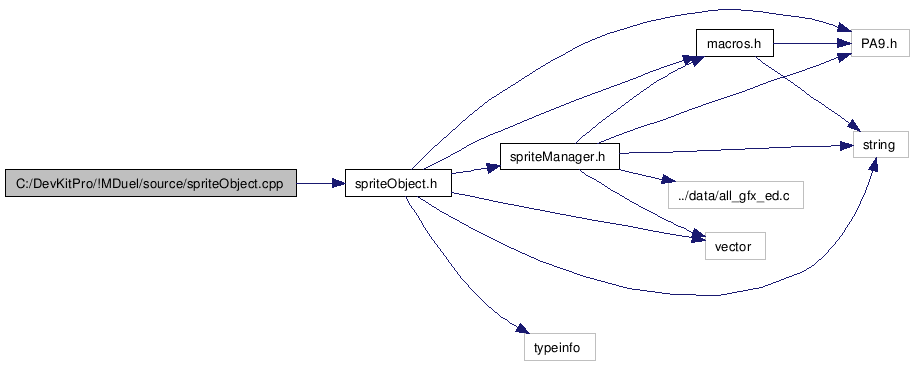 macros.h
PA9.h
string
spriteManager.h
C:/DevKitPro/!MDuel/source/spriteObject.cpp
spriteObject.h
../data/all_gfx_ed.c
vector
typeinfo